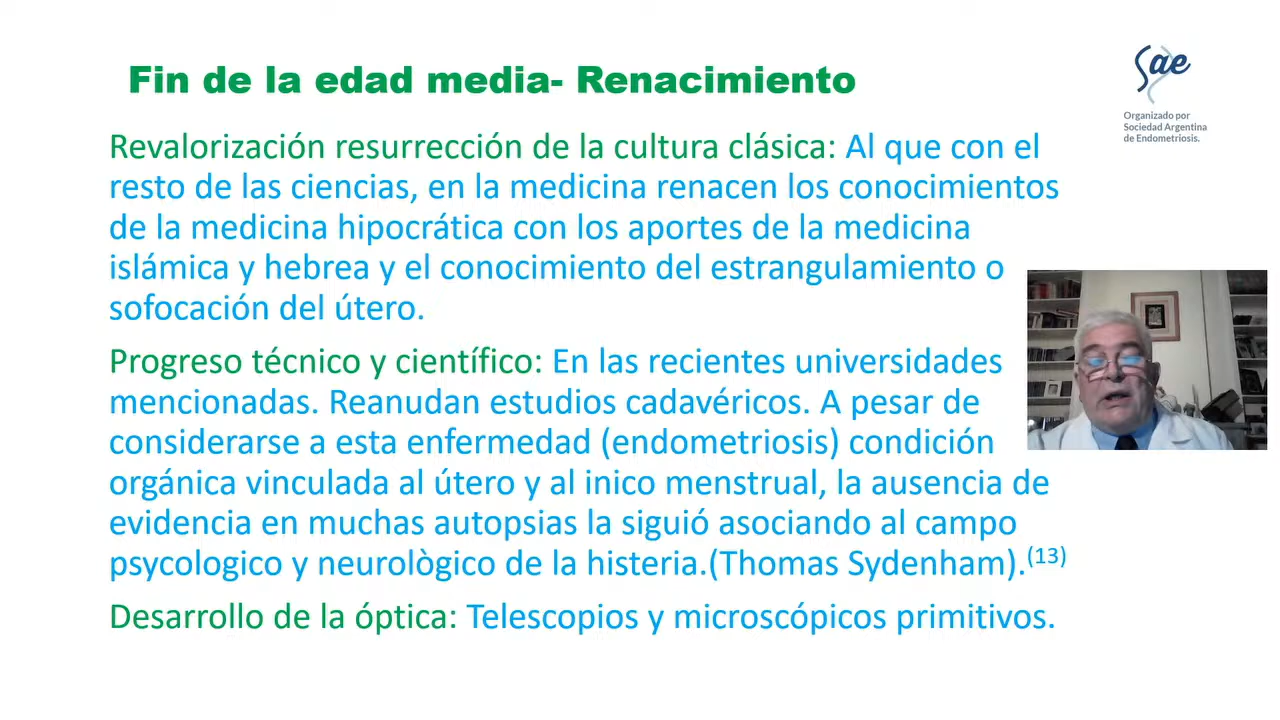 Fin de la edad media- Renacimiento
Sae
Organizado por
Sociedad Argentina
de Endometriosis.
Revalorización resurrección de la cultura clásica: Al que con el
resto de las ciencias, en la medicina renacen los conocimientos
de la medicina hipocrática con los aportes de la medicina
islámica y hebrea y el conocimiento del estrangulamiento o
sofocación del útero.
Progreso técnico y científico: En las recientes universidades
mencionadas. Reanudan estudios cadavéricos. A pesar de
considerarse a esta enfermedad (endometriosis) condición
orgánica vinculada al útero y al inico menstrual, la ausencia de
evidencia en muchas autopsias la siguió asociando al campo
psycologico y neurològico de la histeria.(Thomas Sydenham).(13)
Desarrollo de la óptica: Telescopios y microscópicos primitivos.